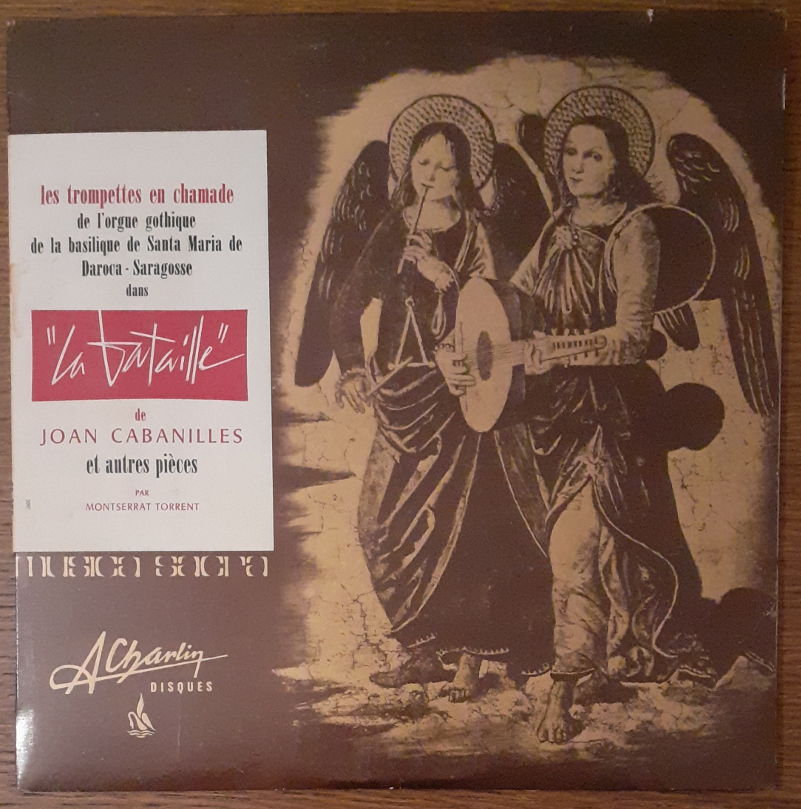 les trompettes en chamade
de l'orgue gothique
de la basilique de Santa Maria de
Daroca - Saragosse
dans
"la bataille"
de
JOAN CABANILLES
et autres pièces
PAR
MONTSERRAT TORRENT
musica sacra
ACharlin
DISQUES